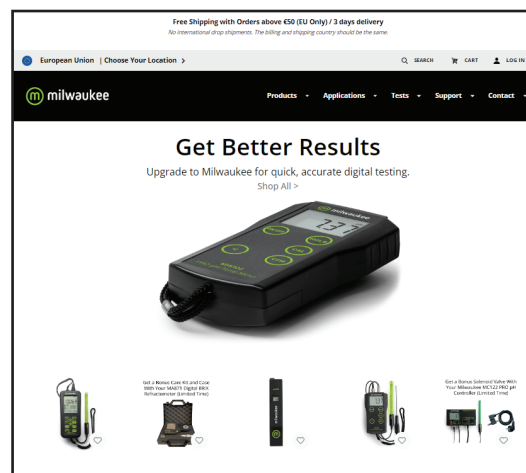 Free Shipping with Orders above €50 (EU Only) / 3 days delivery
No international drop shipments. The billing and shipping country should be the same.
European Union | Choose Your Location >
SEARCH CART LOG IN
milwaukee
Products Applications Tests Support Contact
Get Better Results
Upgrade to Milwaukee for quick, accurate digital testing.
Shop All >
milwaukee
7.37
Get a Bonus Care Kit and Case
With Your MA871 Digital BRIX
Refractometer (Limited Time)
Get a Bonus Solenoid Valve With
Your Milwaukee MC122 PRO pH
Controller (Limited Time)